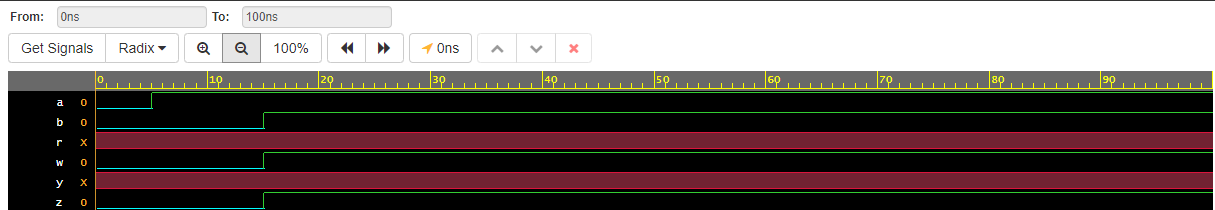 From: 0ns To: 100ns
Get Signals Radix 100% 0ns
0 10 20 30 40 50 60 70 80 90
a 0
b 0
r X
w 0
y X
z 0